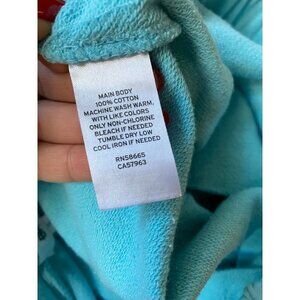 MAIN BODY
100% COTTON
MACHINE WASH WARM,
WITH LIKE COLORS
ONLY NON-CHLORINE
BLEACH IF NEEDED
TUMBLE DRY LOW
COOL IRON IF NEEDED
RN58665
CA57963